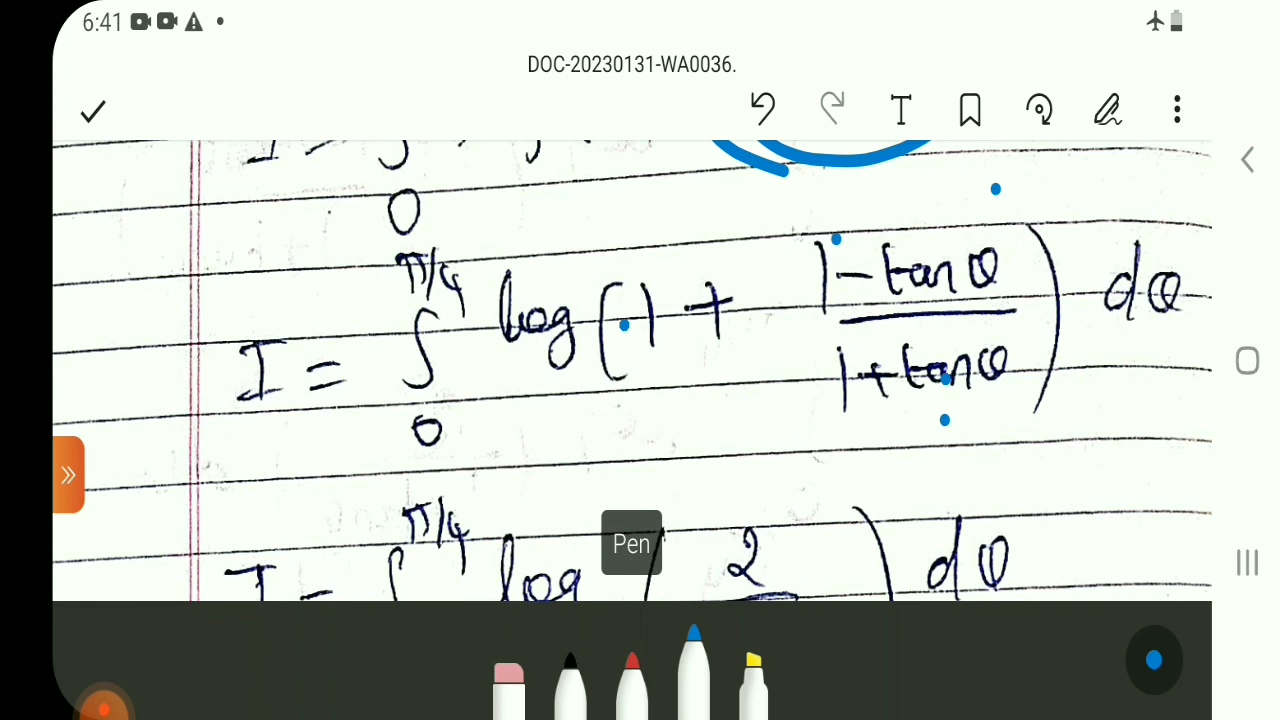 6:41
DOC-20230131-WA0036.
0
I = ∫₀^π/4 log(1 + (1 - tanθ)/(1 + tanθ)) dθ
π/4 log ( 2 ) dθ
Pen